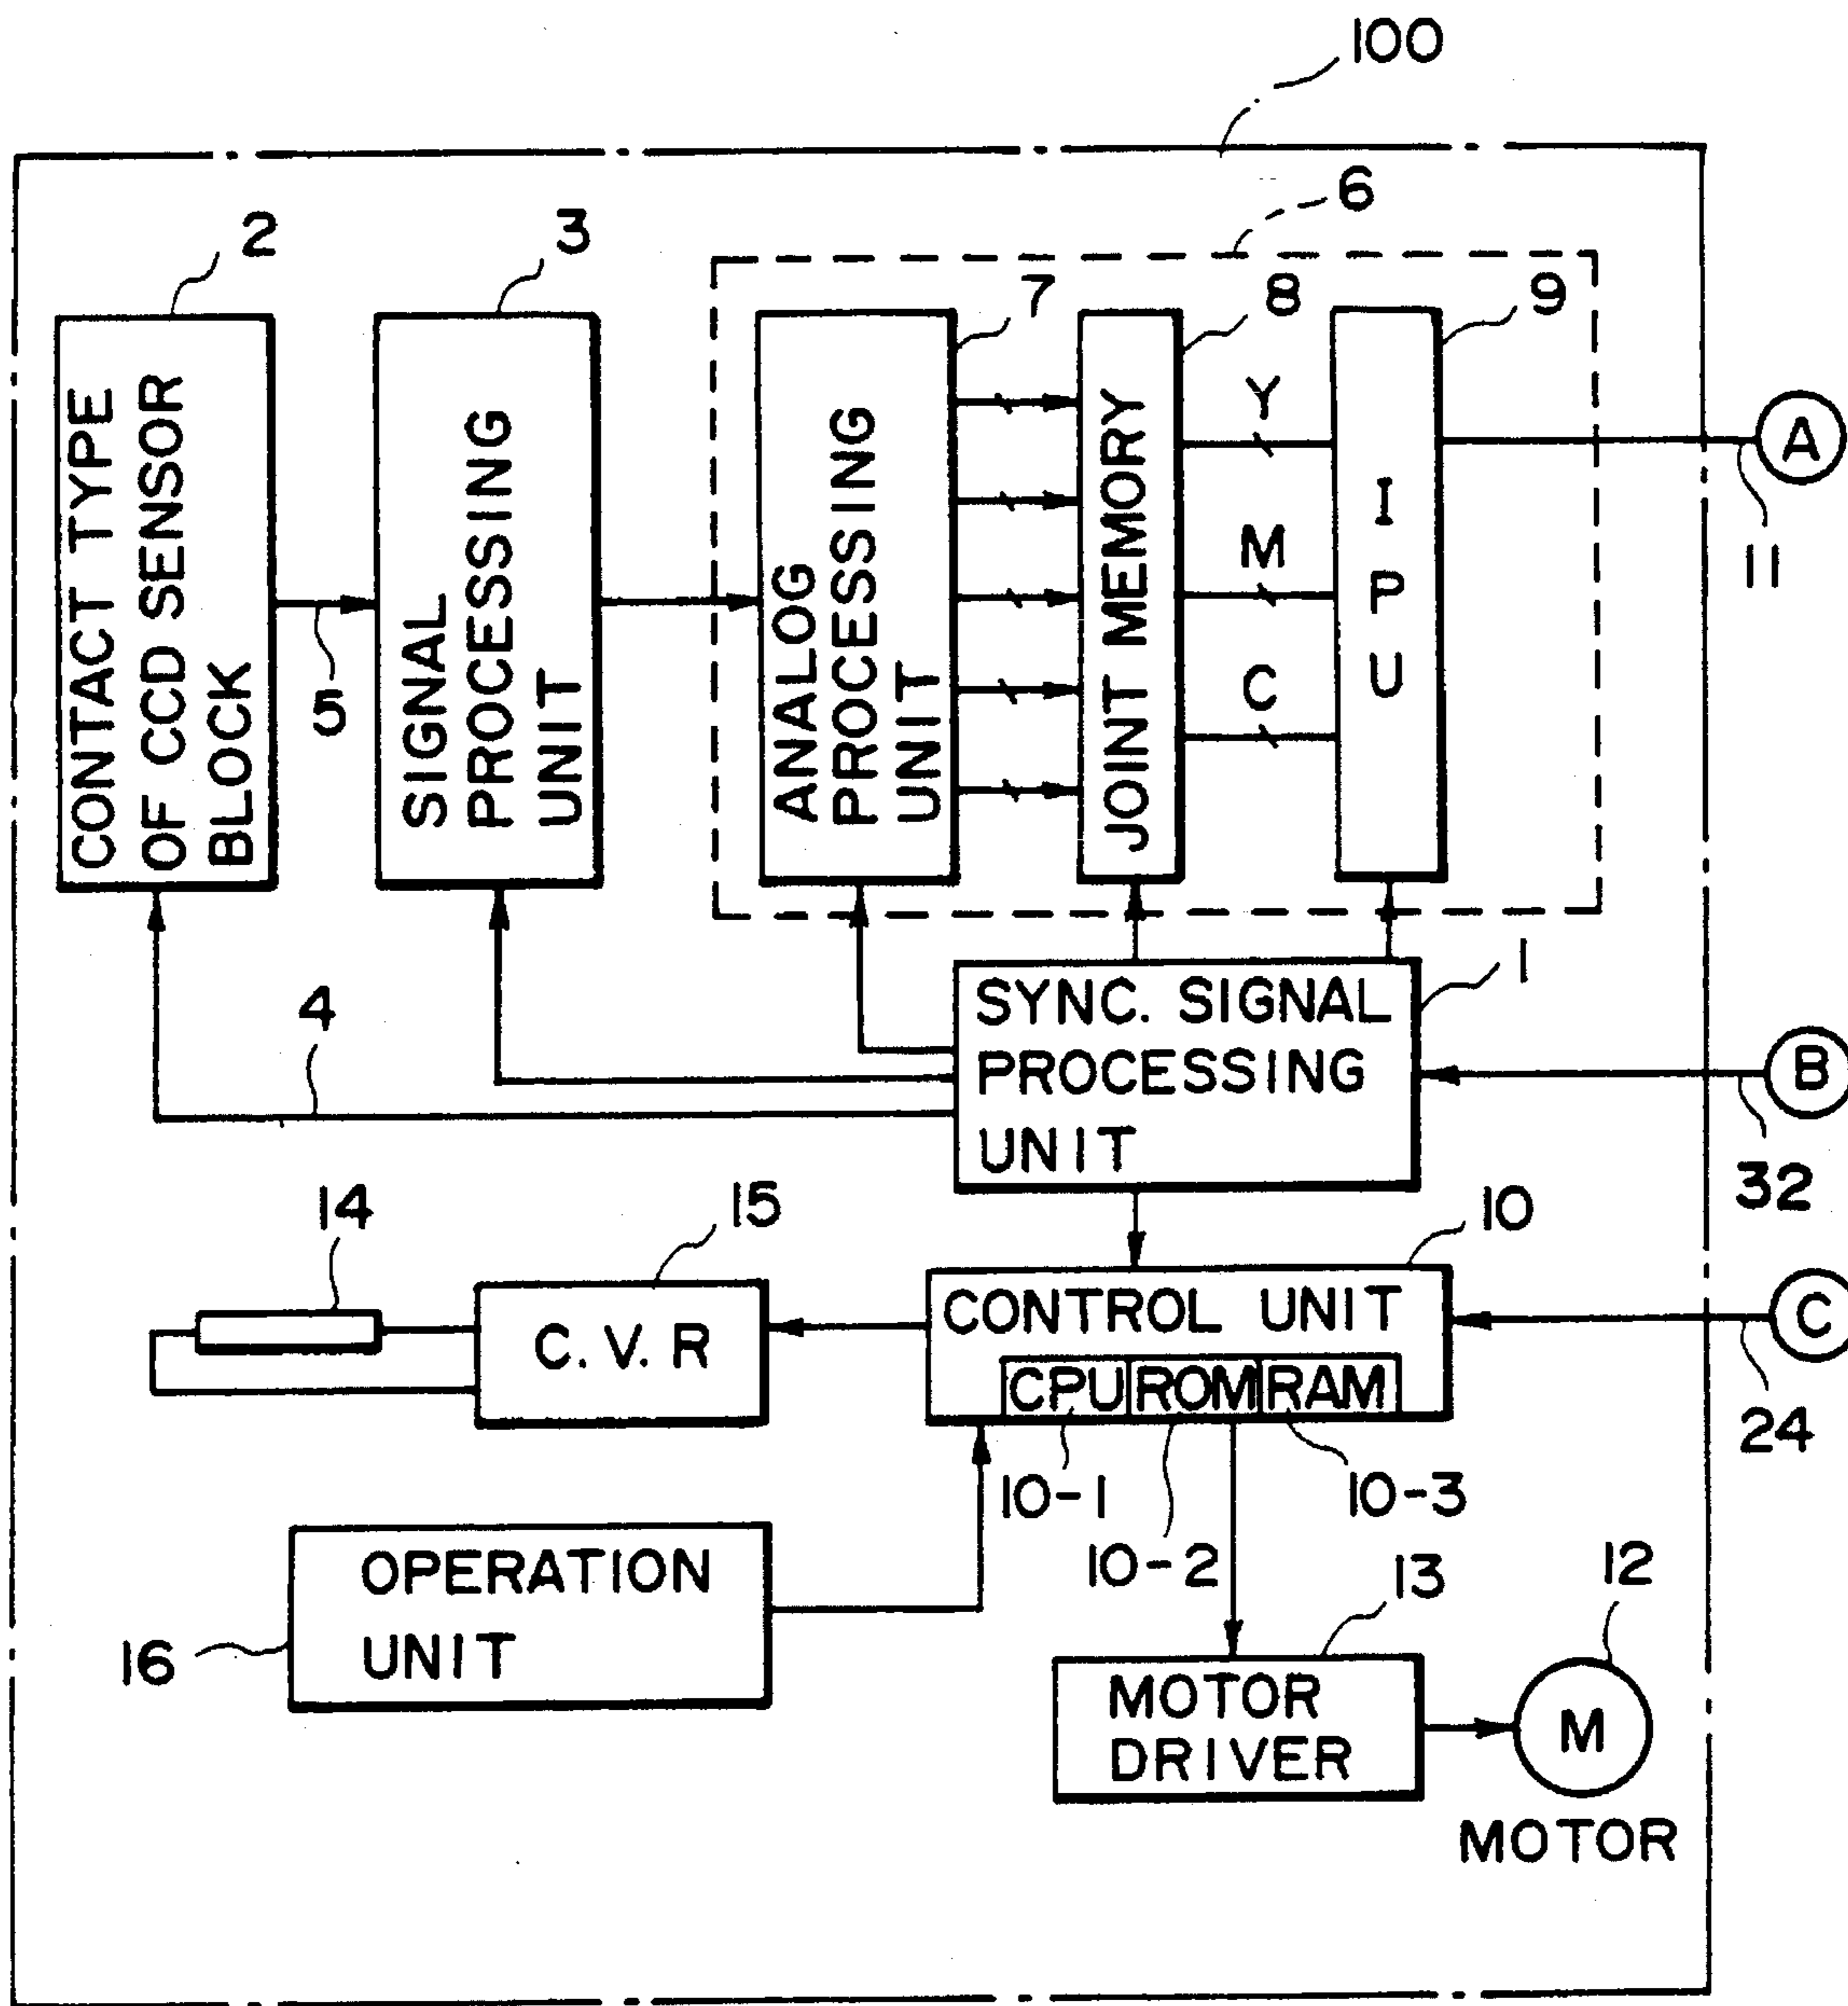 100
6
2
3
7
8
9
CONTACT TYPE
OF CCD SENSOR
BLOCK
5
SIGNAL
PROCESSING
UNIT
ANALOG
PROCESSING
UNIT
JOINT MEMORY
Y
M
C
I
P
U
A
11
1
4
SYNC. SIGNAL
PROCESSING
UNIT
B
32
14
15
10
C.V.R
CONTROL UNIT
CPU ROM RAM
C
24
10-1
10-2
10-3
OPERATION
UNIT
16
13
12
MOTOR
DRIVER
M
MOTOR